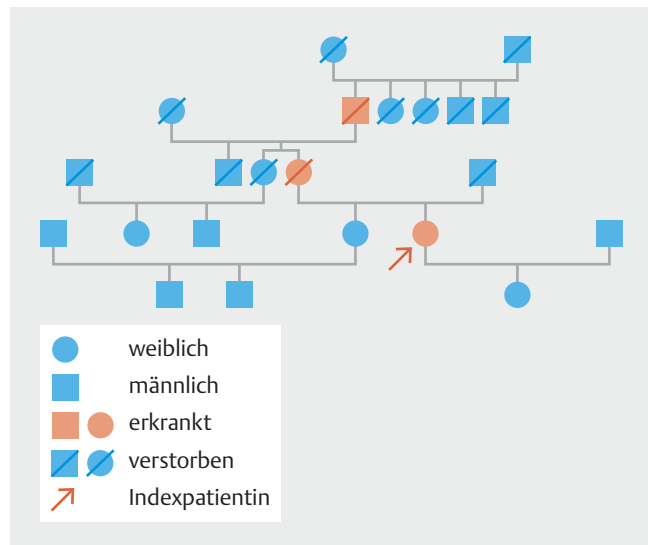 weiblich
männlich
erkrankt
verstorben
Indexpatientin